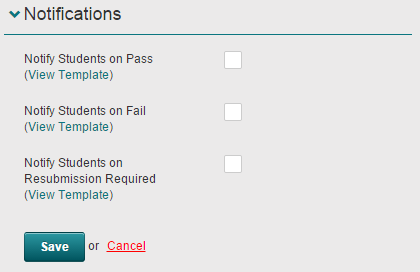 Notifications
Notify Students on Pass
(View Template)
Notify Students on Fail
(View Template)
Notify Students on
Resubmission Required
(View Template)
Save or Cancel